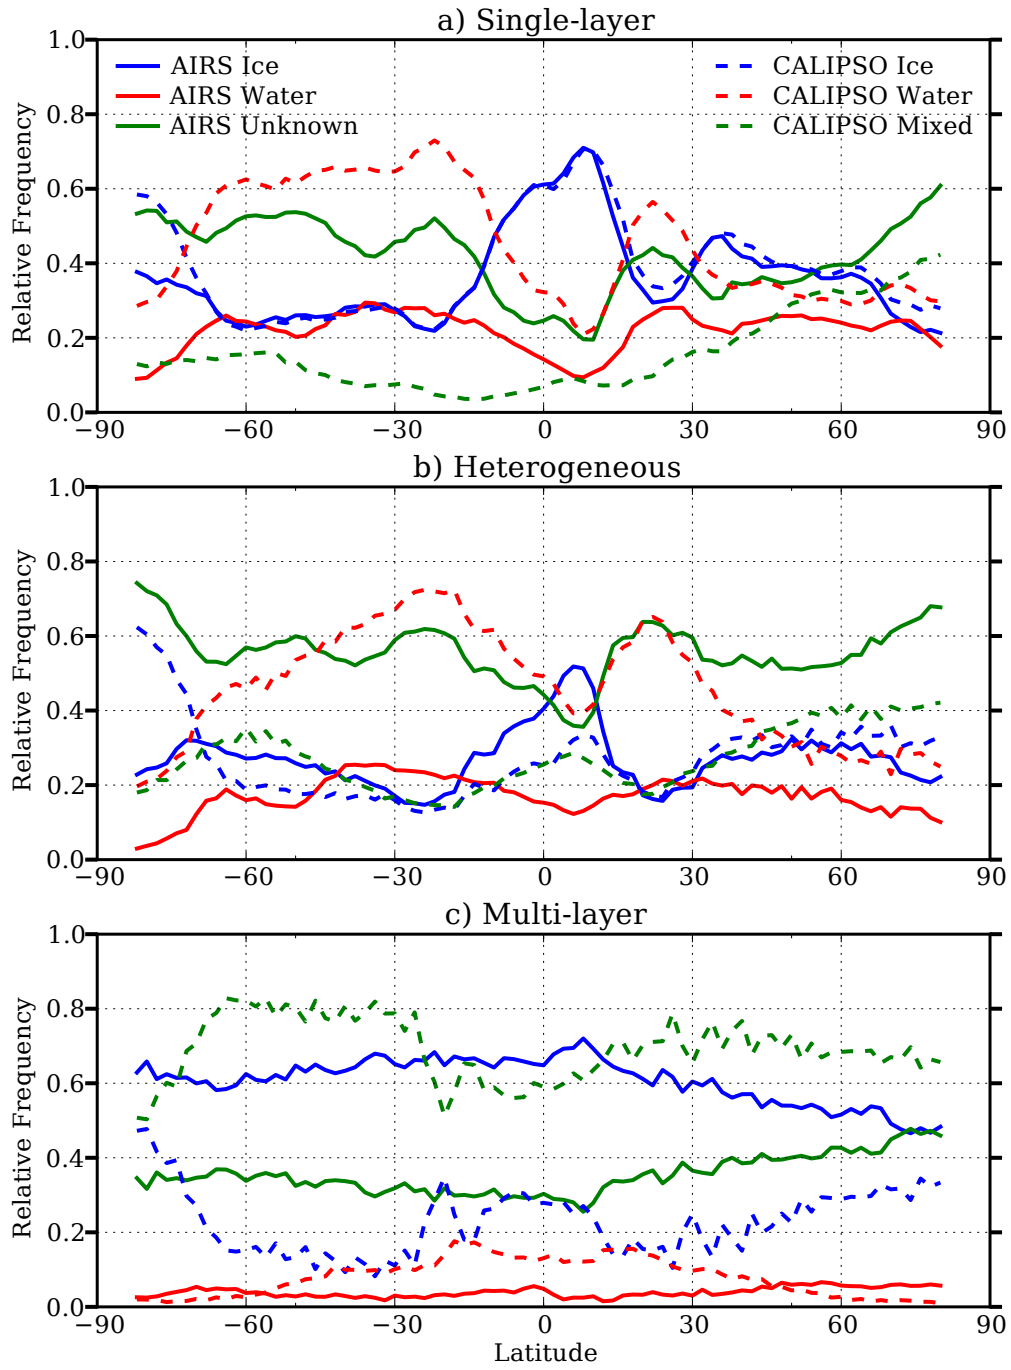 a) Single-layer
1.0
AIRS Ice
CALIPSO Ice
AIRS Water
CALIPSO Water
0.8
AIRS Unknown
CALIPSO Mixed
0.6
0.4
0.2
0.0
Relative Frequency
−90 −60 −30 0 30 60 90
b) Heterogeneous
1.0
0.8
0.6
0.4
0.2
0.0
Relative Frequency
−90 −60 −30 0 30 60 90
c) Multi-layer
1.0
0.8
0.6
0.4
0.2
0.0
Relative Frequency
−90 −60 −30 0 30 60 90
Latitude